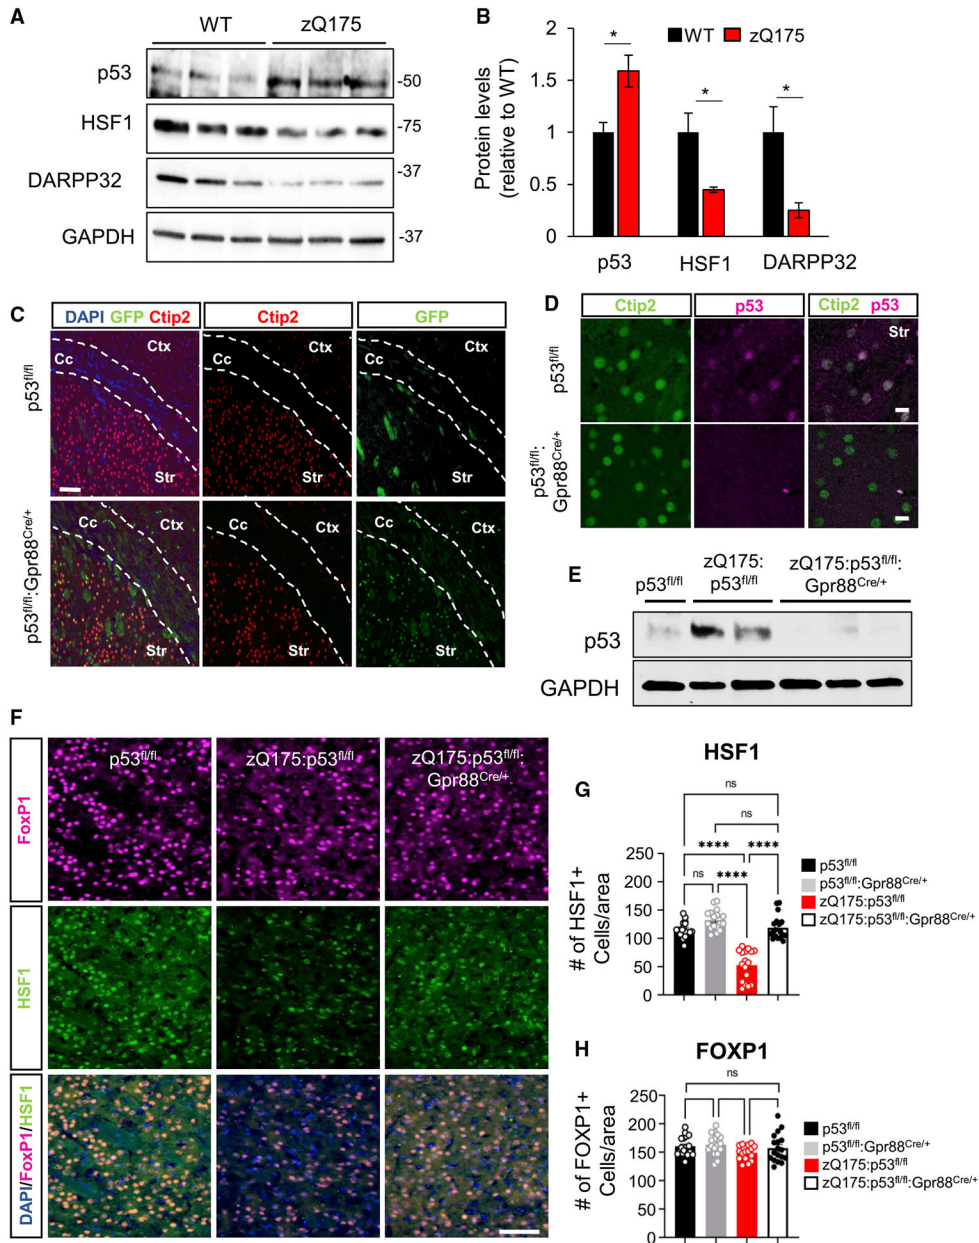 A
WT
zQ175
p53
-50
HSF1
-75
DARPP32
-37
GAPDH
-37
B
WT zQ175
Protein levels
(relative to WT)
2
1.5
1
0.5
0
*
*
*
p53
HSF1
DARPP32
C
DAPI GFP Ctip2
Ctip2
GFP
p53fl/fl
Cc
Ctx
Str
Cc
Ctx
Str
Cc
Ctx
Str
p53fl/fl:Gpr88Cre/+
Cc
Ctx
Str
Cc
Ctx
Str
Cc
Ctx
Str
D
Ctip2
p53
Ctip2 p53
p53fl/fl
Str
p53fl/fl:
Gpr88Cre/+
E
p53fl/fl
zQ175:
p53fl/fl
zQ175:p53fl/fl:
Gpr88Cre/+
p53
GAPDH
F
p53fl/fl
zQ175:p53fl/fl
zQ175:p53fl/fl:
Gpr88Cre/+
FoxP1
HSF1
DAPI/FoxP1/HSF1
HSF1
G
ns
ns
**** ****
ns ****
# of HSF1+
Cells/area
250
200
150
100
50
0
p53fl/fl
p53fl/fl:Gpr88Cre/+
zQ175:p53fl/fl
zQ175:p53fl/fl:Gpr88Cre/+
H
FOXP1
ns
# of FOXP1+
Cells/area
250
200
150
100
50
0
p53fl/fl
p53fl/fl:Gpr88Cre/+
zQ175:p53fl/fl
zQ175:p53fl/fl:Gpr88Cre/+